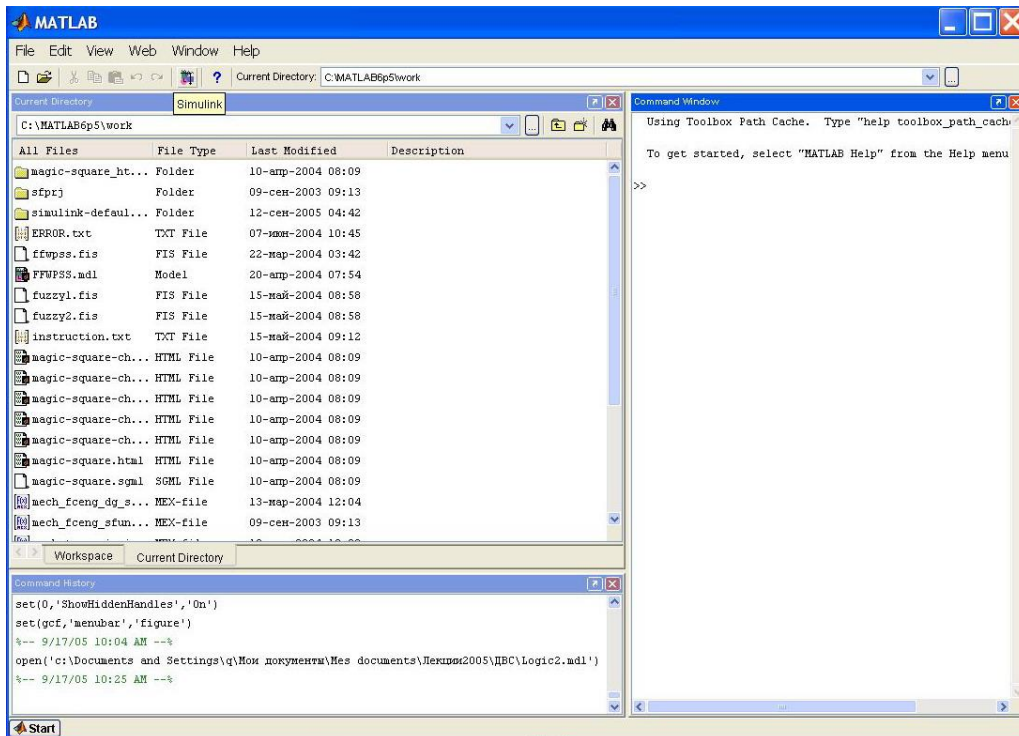 MATLAB
File Edit View Web Window Help
? Current Directory: C:\MATLAB6p5\work ...
Simulink
Current Directory
C:\MATLAB6p5\work ...
All Files File Type Last Modified Description
magic-square_ht... Folder 10-апр-2004 08:09
sfprj Folder 09-сен-2003 09:13
simulink-defaul... Folder 12-сен-2005 04:42
ERROR.txt TXT File 07-июн-2004 10:45
ffwpss.fis FIS File 22-мар-2004 03:42
FFWPSS.mdl Model 20-апр-2004 07:54
fuzzy1.fis FIS File 15-май-2004 08:58
fuzzy2.fis FIS File 15-май-2004 08:58
instruction.txt TXT File 15-май-2004 09:12
magic-square-ch... HTML File 10-апр-2004 08:09
magic-square-ch... HTML File 10-апр-2004 08:09
magic-square-ch... HTML File 10-апр-2004 08:09
magic-square-ch... HTML File 10-апр-2004 08:09
magic-square-ch... HTML File 10-апр-2004 08:09
magic-square.html HTML File 10-апр-2004 08:09
magic-square.sgml SGML File 10-апр-2004 08:09
mech_fceng_dg_s... MEX-file 13-мар-2004 12:04
mech_fceng_sfun... MEX-file 09-сен-2003 09:13
Workspace Current Directory
Command History
set(0,'ShowHiddenHandles','On')
set(gcf,'menubar','figure')
%-- 9/17/05 10:04 AM --%
open('c:\Documents and Settings\q\Мои документы\Mes documents\Лекции2005\ДВС\Logic2.mdl')
%-- 9/17/05 10:25 AM --%
Command Window
Using Toolbox Path Cache. Type "help toolbox_path_cach
To get started, select "MATLAB Help" from the Help menu
>>
Start